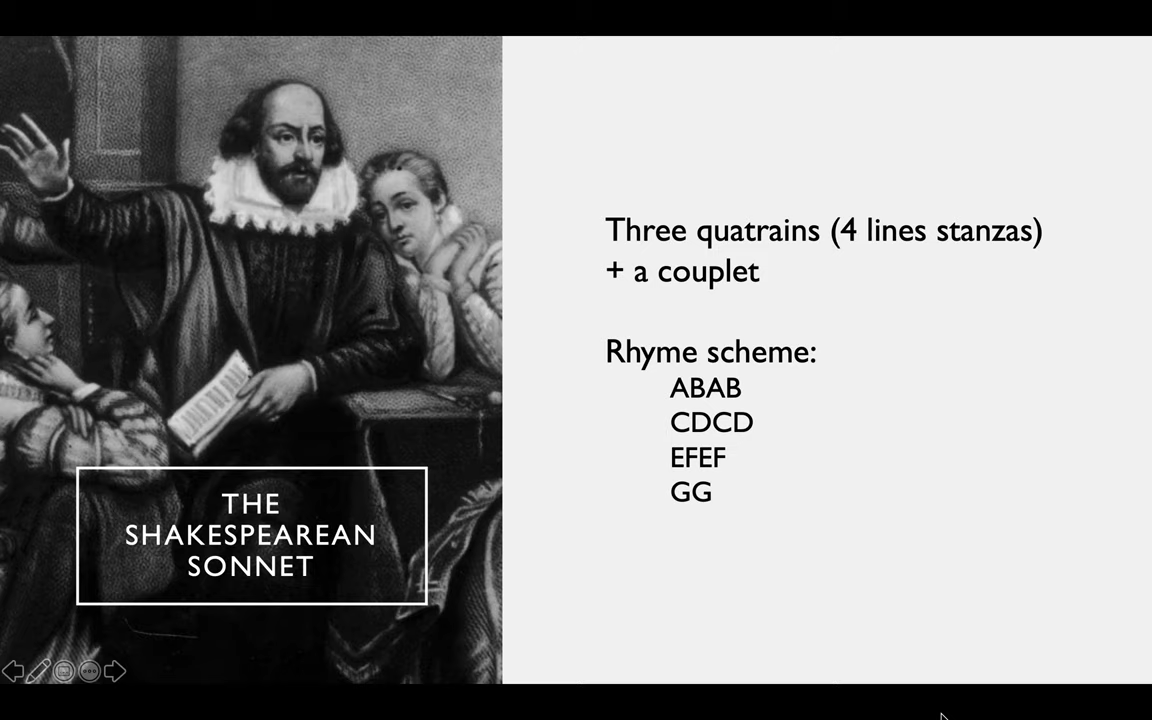 THE
SHAKESPEAREAN
SONNET
Three quatrains (4 lines stanzas)
+ a couplet
Rhyme scheme:
ABAB
CDCD
EFEF
GG